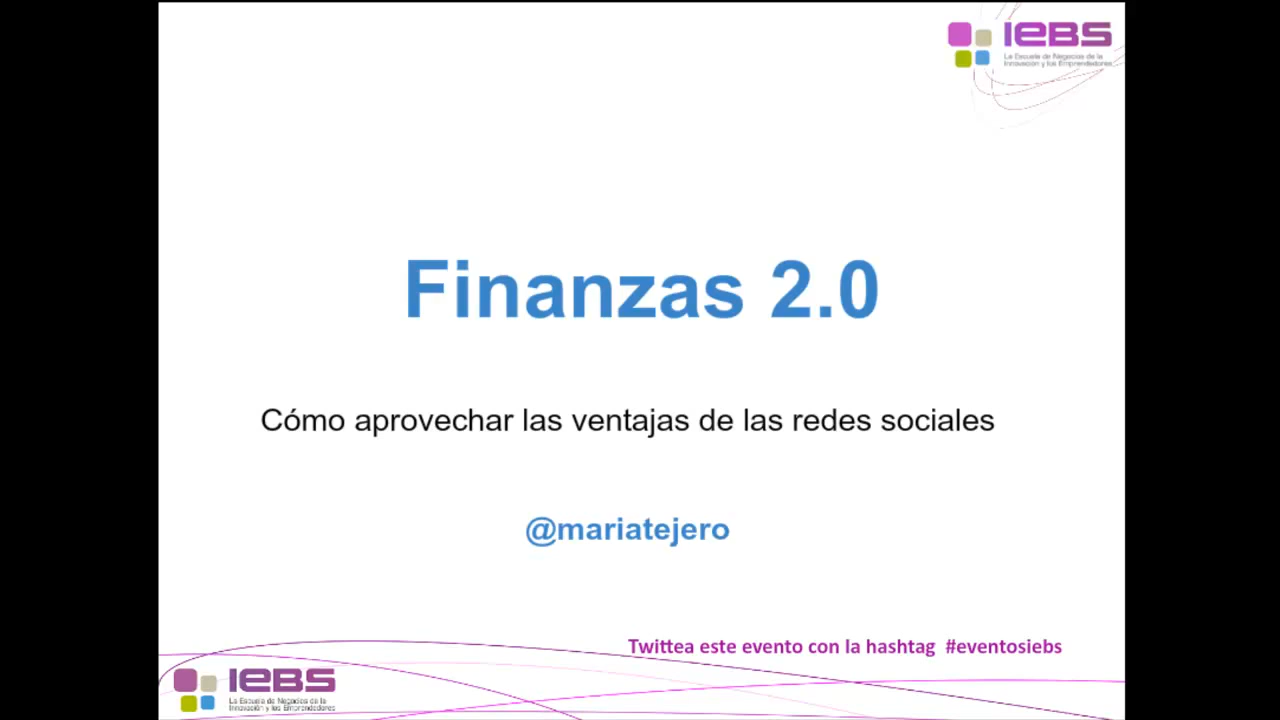 IEBS
La Escuela de Negocios de la
Innovación y los Emprendedores
Finanzas 2.0
Cómo aprovechar las ventajas de las redes sociales
@mariatejero
Twittea este evento con la hashtag #eventosiebs
IEBS
La Escuela de Negocios de la
Innovación y los Emprendedores